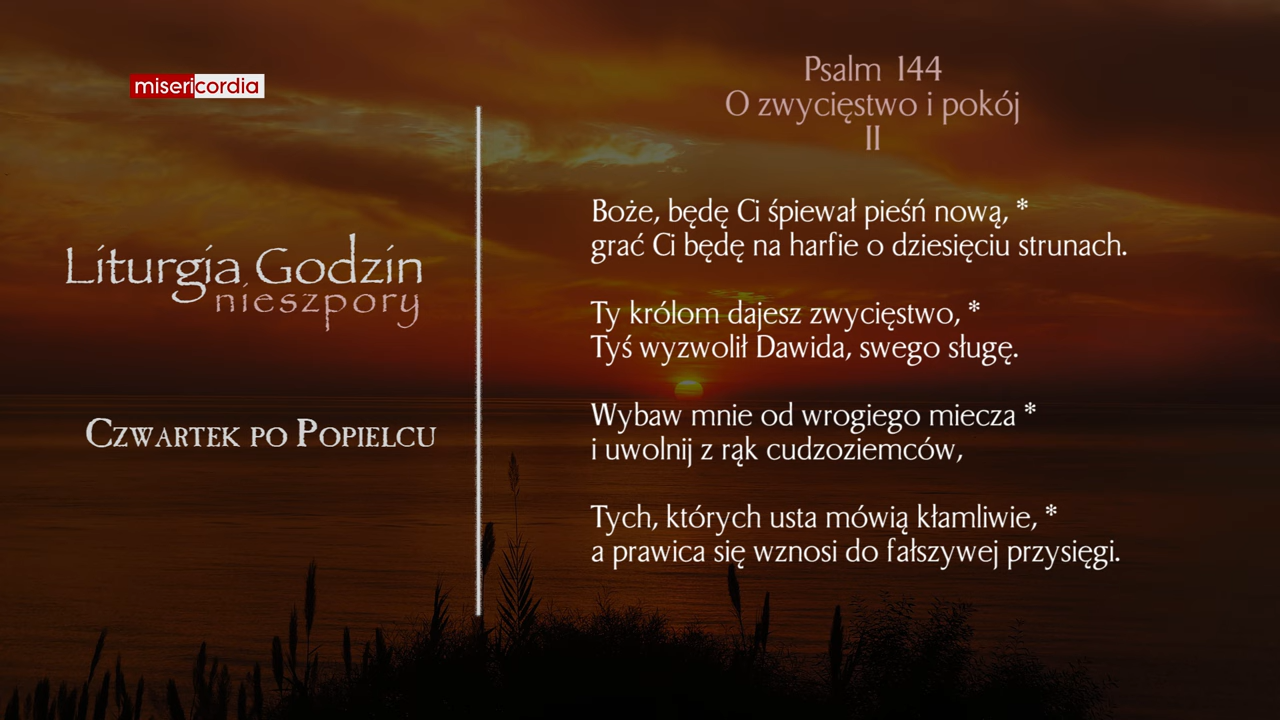 misericordia
Liturgia Godzin
nieszpory
Czwartek po Popielcu
Psalm 144
O zwycięstwo i pokój
II
Boże, będę Ci śpiewał pieśń nową, *
grać Ci będę na harfie o dziesięciu strunach.
Ty królom dajesz zwycięstwo, *
Tyś wyzwolił Dawida, swego sługę.
Wybaw mnie od wrogiego miecza *
i uwolnij z rąk cudzoziemców,
Tych, których usta mówią kłamliwie, *
a prawica się wznosi do fałszywej przysięgi.